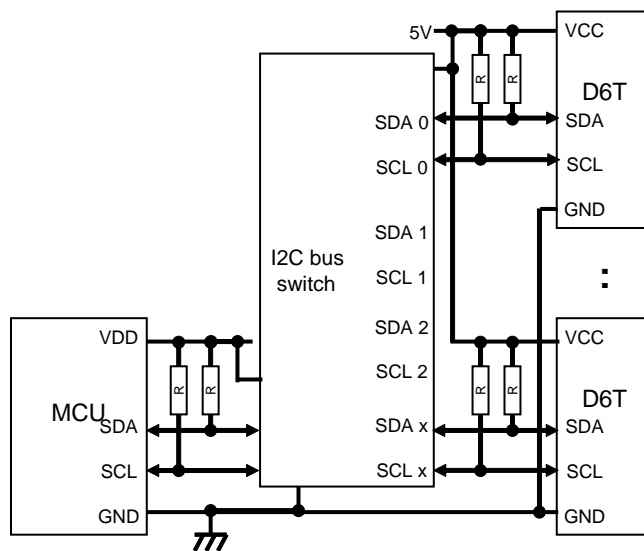 5V
VCC
R
R
D6T
SDA 0
SDA
SCL 0
SCL
GND
SDA 1
I2C bus
switch
SCL 1
:
SDA 2
VDD
VCC
SCL 2
R
R
R
R
MCU
D6T
SDA
SDA x
SDA
SCL
SCL x
SCL
GND
GND